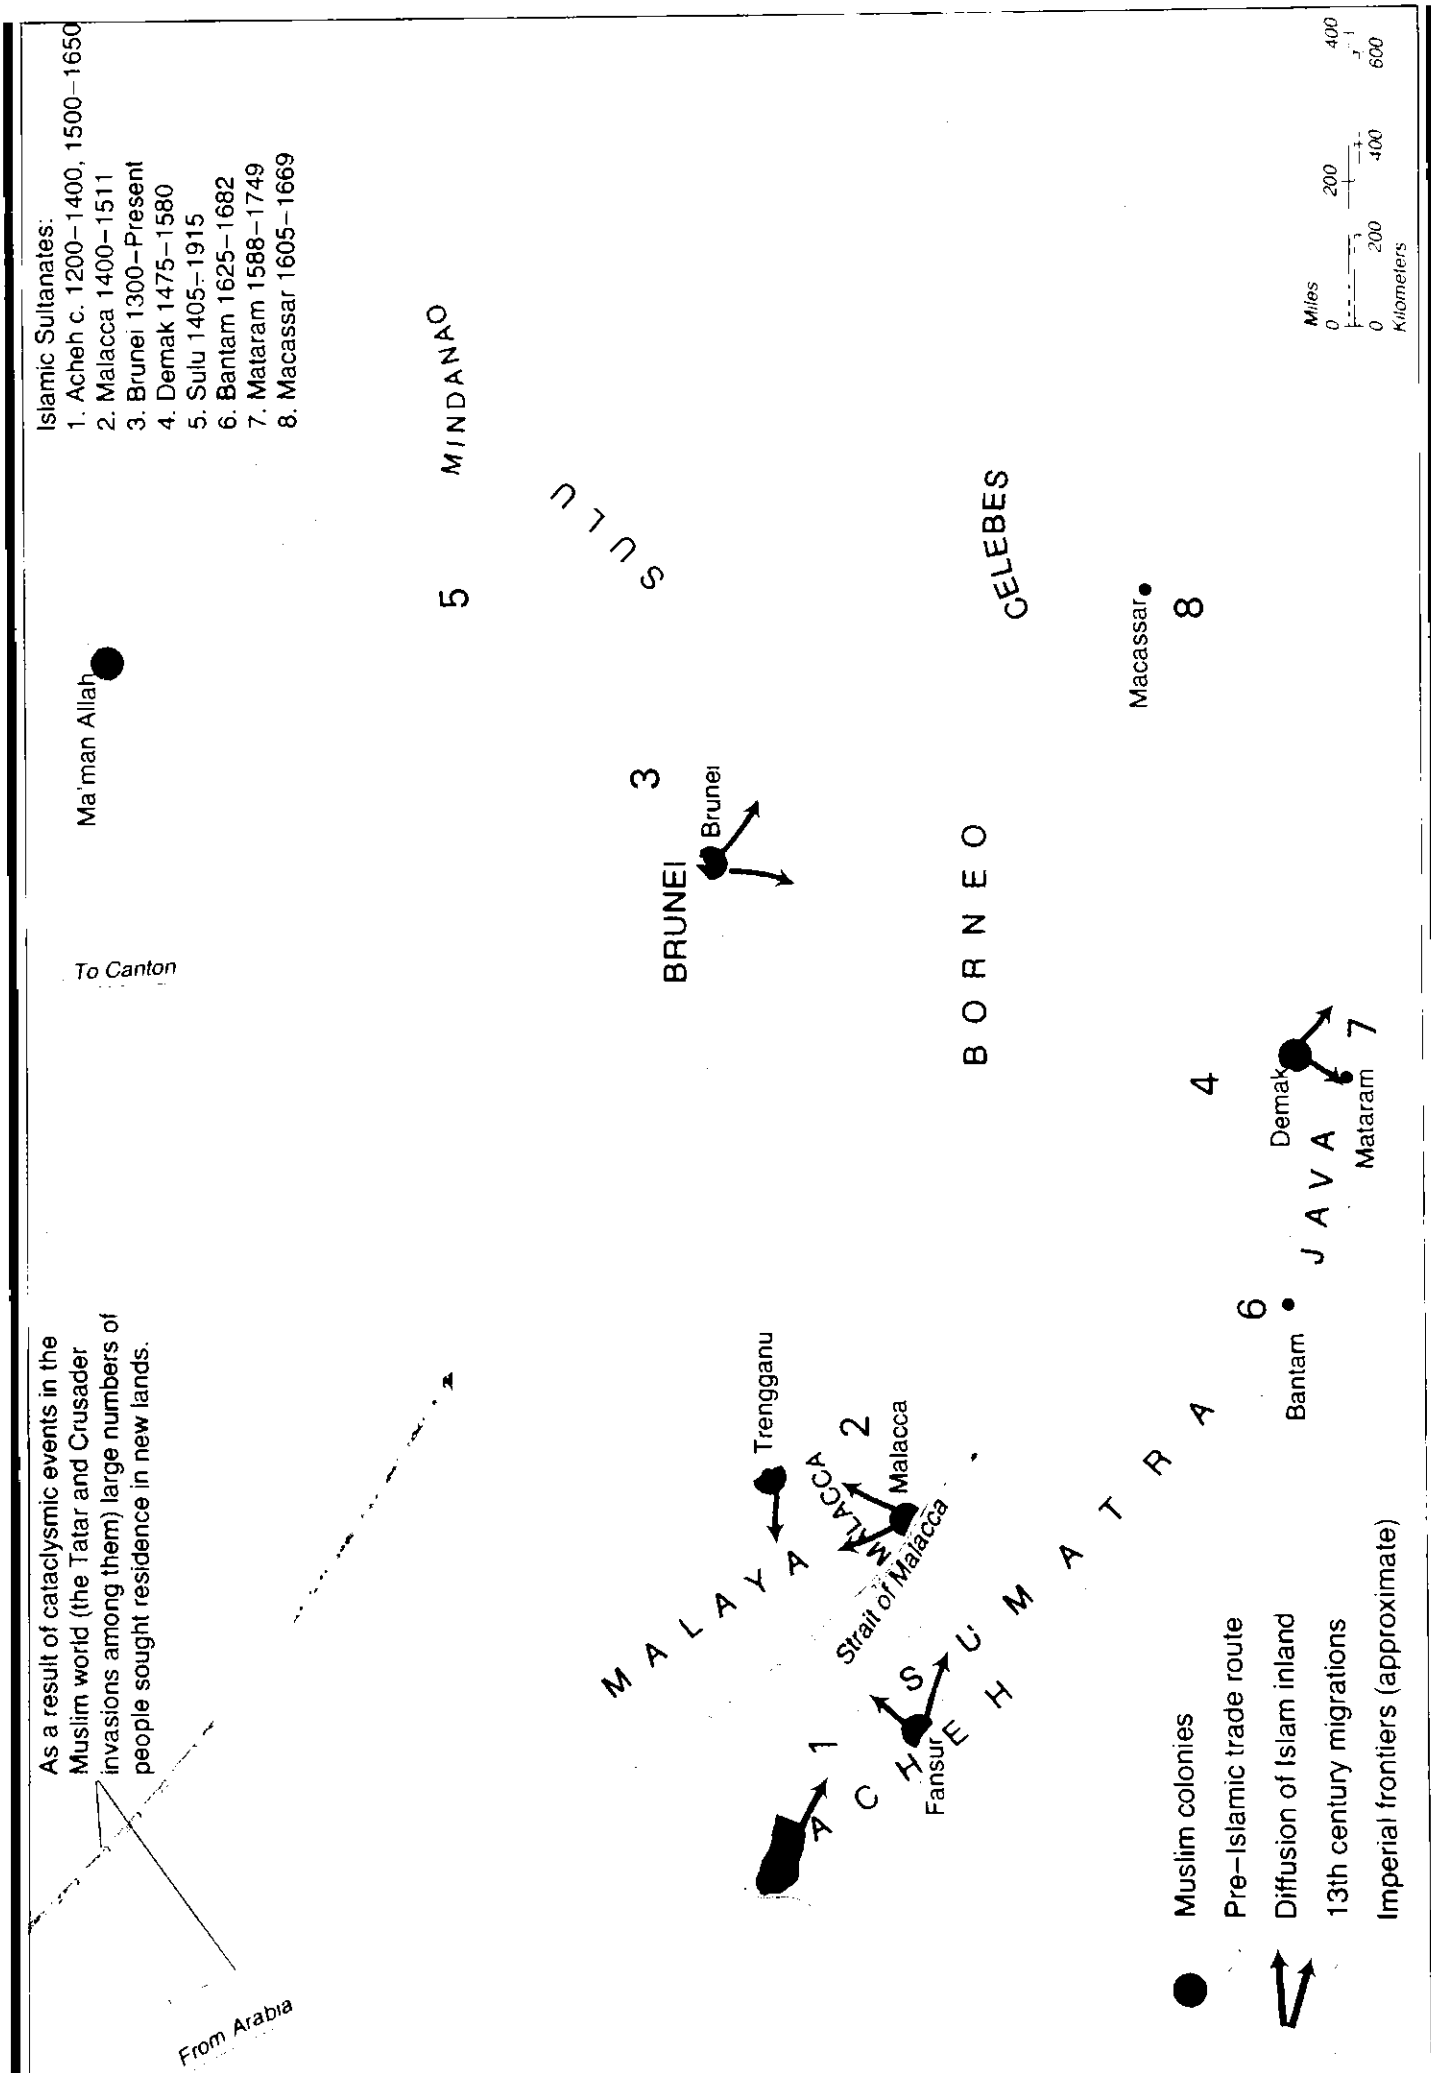 As a result of cataclysmic events in the
Muslim world (the Tatar and Crusader
invasions among them) large numbers of
people sought residence in new lands.
From Arabia
To Canton
Ma'man Allah
Islamic Sultanates:
1. Acheh c. 1200–1400, 1500–1650
2. Malacca 1400–1511
3. Brunei 1300–Present
4. Demak 1475–1580
5. Sulu 1405–1915
6. Bantam 1625–1682
7. Mataram 1588–1749
8. Macassar 1605–1669
5
MINDANAO
SULU
3
BRUNEI
Brunei
MALAYA
Trengganu
MALACCA
2
Malacca
Strait of Malacca
1
ACHEH
Fansur
SUMATRA
BORNEO
CELEBES
Macassar
8
4
Demak
7
Mataram
JAVA
6
Bantam
Muslim colonies
Pre–Islamic trade route
Diffusion of Islam inland
13th century migrations
Imperial frontiers (approximate)
Miles
0 200 400
0 200 400 600
Kilometers